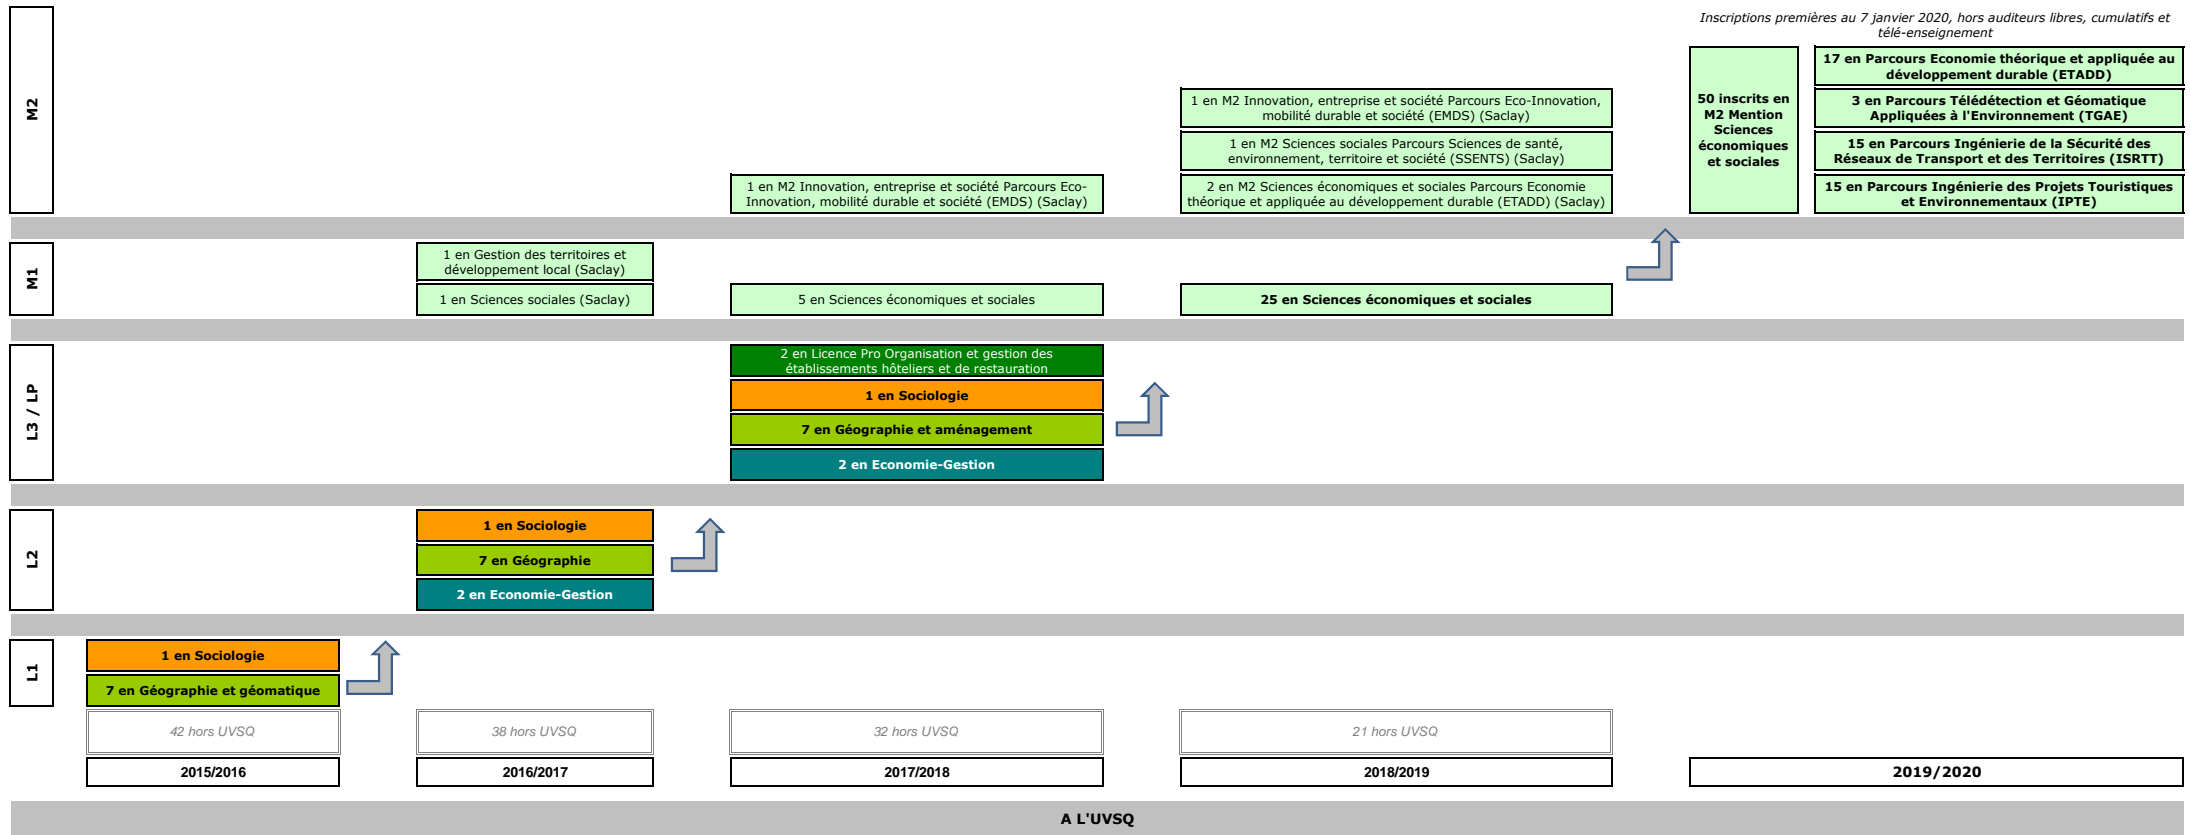 Inscriptions premières au 7 janvier 2020, hors auditeurs libres, cumulatifs et
télé-enseignement
M2
1 en M2 Innovation, entreprise et société Parcours Eco-
Innovation, mobilité durable et société (EMDS) (Saclay)
1 en M2 Innovation, entreprise et société Parcours Eco-Innovation,
mobilité durable et société (EMDS) (Saclay)
1 en M2 Sciences sociales Parcours Sciences de santé,
environnement, territoire et société (SSENTS) (Saclay)
2 en M2 Sciences économiques et sociales Parcours Economie
théorique et appliquée au développement durable (ETADD) (Saclay)
50 inscrits en
M2 Mention
Sciences
économiques
et sociales
17 en Parcours Economie théorique et appliquée au
développement durable (ETADD)
3 en Parcours Télédétection et Géomatique
Appliquées à l'Environnement (TGAE)
15 en Parcours Ingénierie de la Sécurité des
Réseaux de Transport et des Territoires (ISRTT)
15 en Parcours Ingénierie des Projets Touristiques
et Environnementaux (IPTE)
M1
1 en Gestion des territoires et
développement local (Saclay)
1 en Sciences sociales (Saclay)
5 en Sciences économiques et sociales
25 en Sciences économiques et sociales
L3 / LP
2 en Licence Pro Organisation et gestion des
établissements hôteliers et de restauration
1 en Sociologie
7 en Géographie et aménagement
2 en Economie-Gestion
L2
1 en Sociologie
7 en Géographie
2 en Economie-Gestion
L1
1 en Sociologie
7 en Géographie et géomatique
42 hors UVSQ
38 hors UVSQ
32 hors UVSQ
21 hors UVSQ
2015/2016
2016/2017
2017/2018
2018/2019
2019/2020
A L'UVSQ